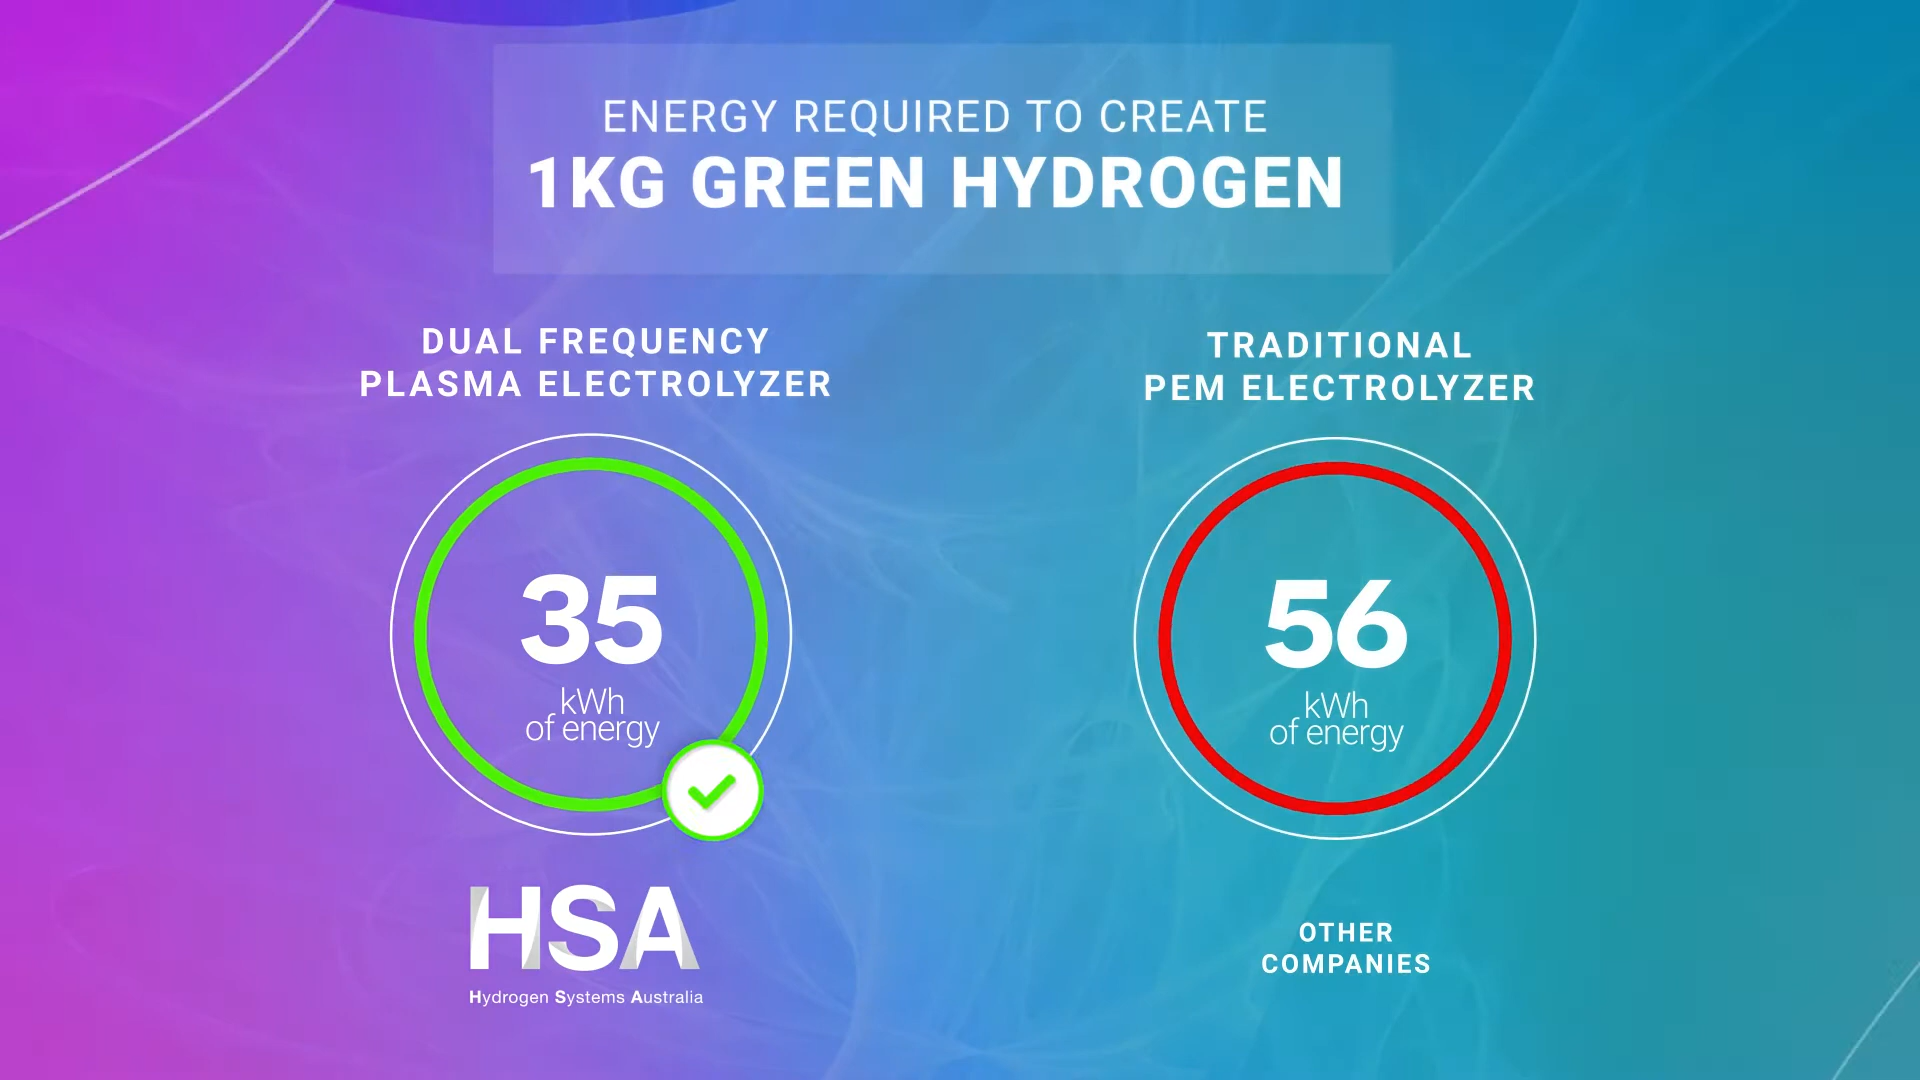 ENERGY REQUIRED TO CREATE
1KG GREEN HYDROGEN
DUAL FREQUENCY
PLASMA ELECTROLYZER
35
kWh
of energy
HSA
Hydrogen Systems Australia
TRADITIONAL
PEM ELECTROLYZER
56
kWh
of energy
OTHER
COMPANIES